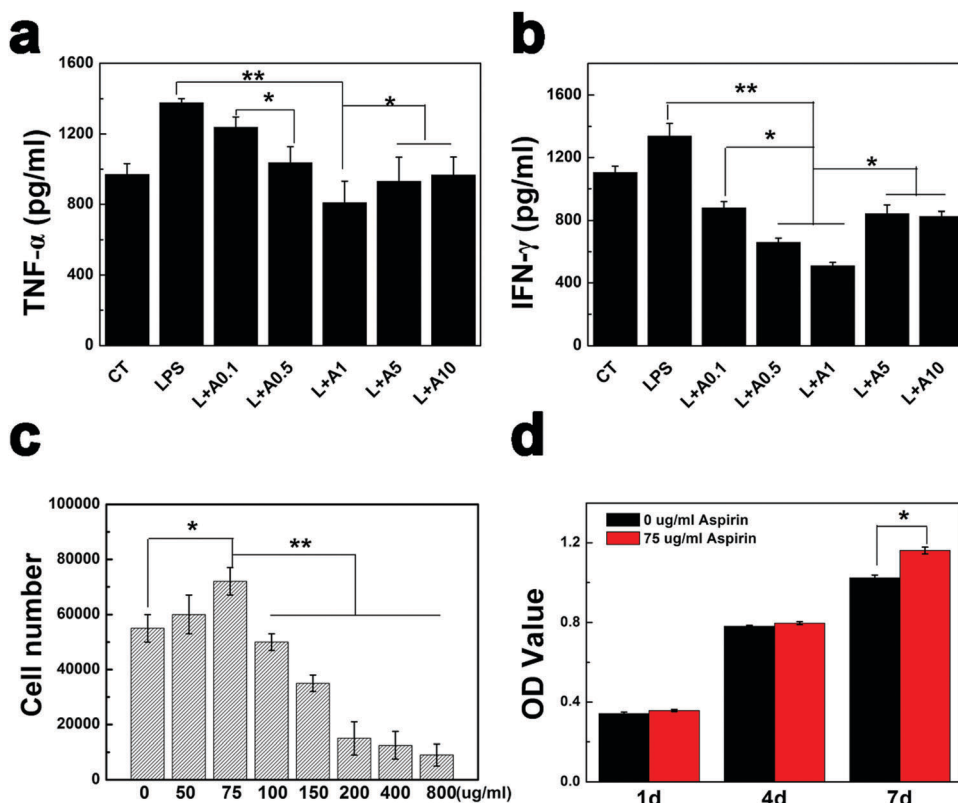 a
1600
1200
800
400
0
TNF-α (pg/ml)
**
*
*
CT LPS L+A0.1 L+A0.5 L+A1 L+A5 L+A10
b
1600
1200
800
400
0
IFN-γ (pg/ml)
**
*
*
CT LPS L+A0.1 L+A0.5 L+A1 L+A5 L+A10
c
100000
80000
60000
40000
20000
0
Cell number
*
**
0 50 75 100 150 200 400 800(ug/ml)
d
1.2
0.8
0.4
0.0
OD Value
0 ug/ml Aspirin
75 ug/ml Aspirin
*
1d 4d 7d